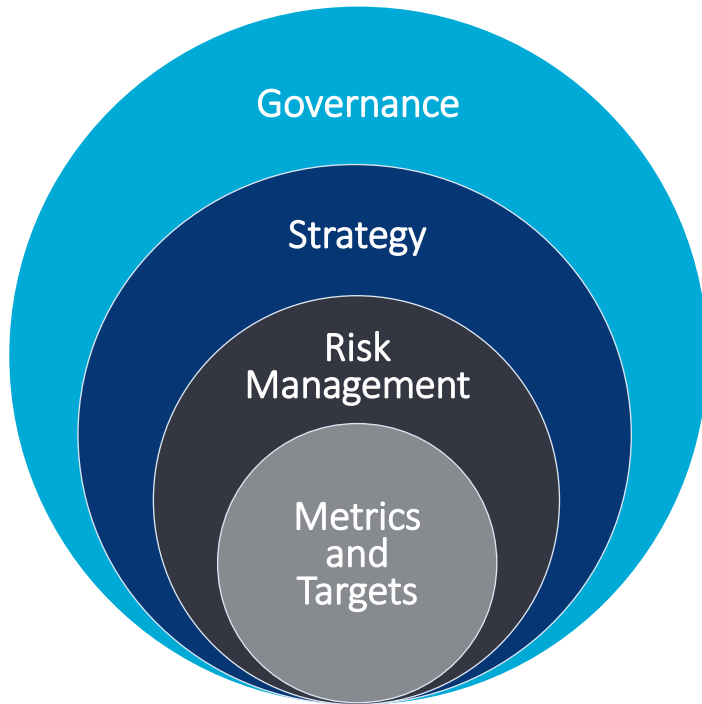 Governance
Strategy
Risk
Management
Metrics
and
Targets